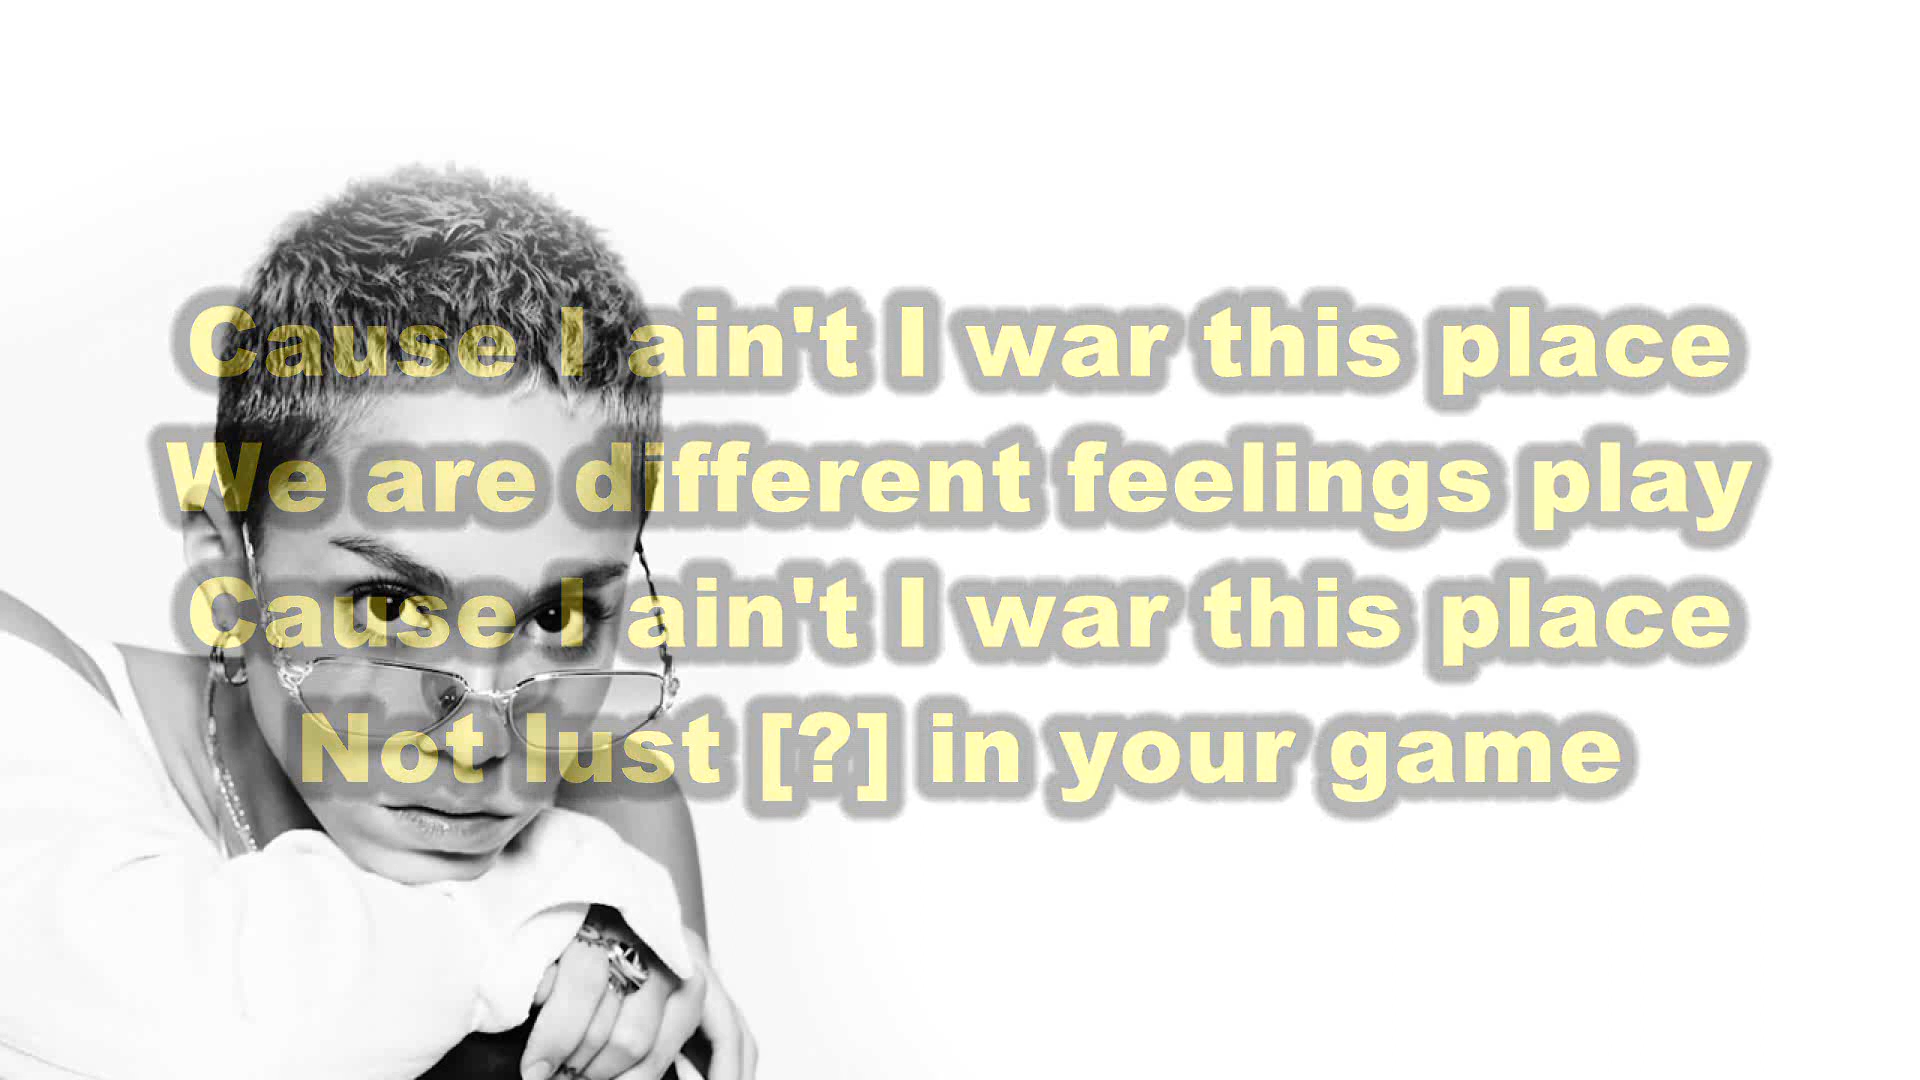 Cause I ain't I war this place
We are different feelings play
Cause I ain't I war this place
Not lust [?] in your game